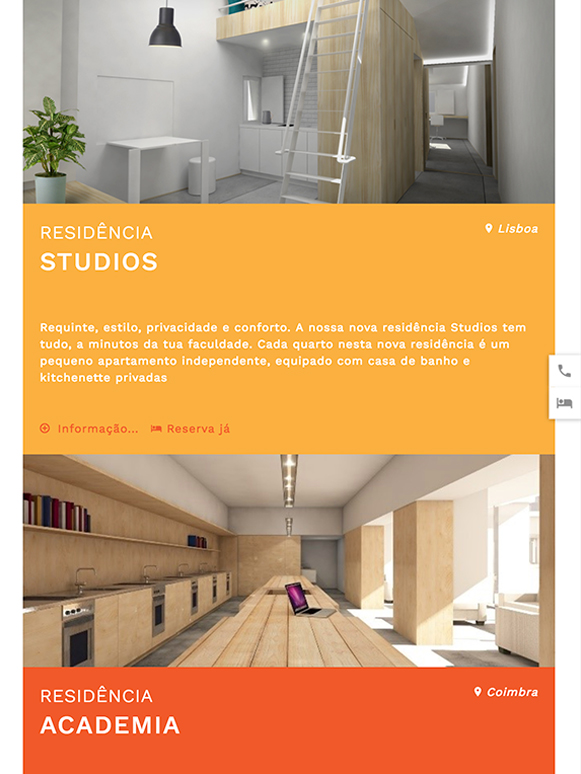 RESIDÊNCIA
Lisboa
STUDIOS
Requinte, estilo, privacidade e conforto. A nossa nova residência Studios tem
tudo, a minutos da tua faculdade. Cada quarto nesta nova residência é um
pequeno apartamento independente, equipado com casa de banho e
kitchenette privadas
Informação... Reserva já
RESIDÊNCIA
Coimbra
ACADEMIA